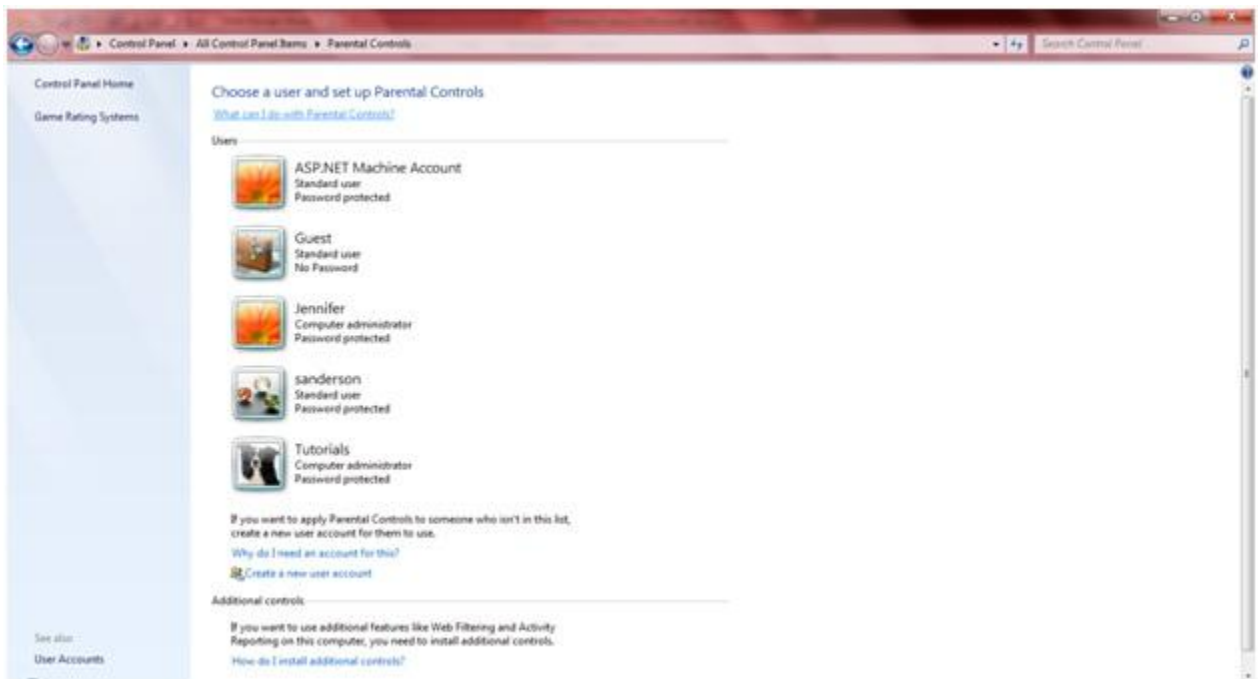 Control Panel ▸ All Control Panel Items ▸ Parental Controls
Search Control Panel
Control Panel Home
Game Rating Systems
Choose a user and set up Parental Controls
What can I do with Parental Controls?
Users
ASP.NET Machine Account
Standard user
Password protected
Guest
Standard user
No Password
Jennifer
Computer administrator
Password protected
sanderson
Standard user
Password protected
Tutorials
Computer administrator
Password protected
If you want to apply Parental Controls to someone who isn't in this list,
create a new user account for them to use.
Why do I need an account for this?
Create a new user account
Additional controls
If you want to use additional features like Web Filtering and Activity
Reporting on this computer, you need to install additional controls.
How do I install additional controls?
See also
User Accounts